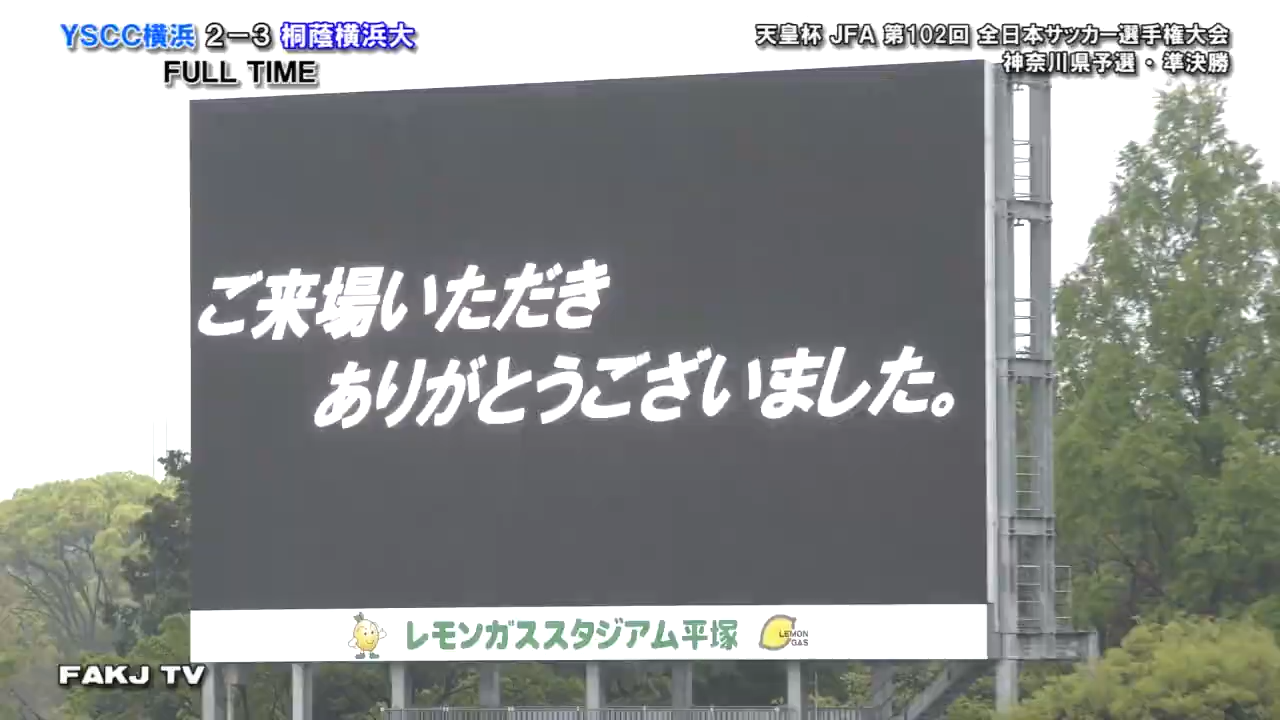 YSCC横浜 2-3 桐蔭横浜大
FULL TIME
天皇杯 JFA 第102回 全日本サッカー選手権大会
神奈川県予選・準決勝
ご来場いただき
ありがとうございました。
レモンガススタジアム平塚
LEMON
GAS
FAKJ TV